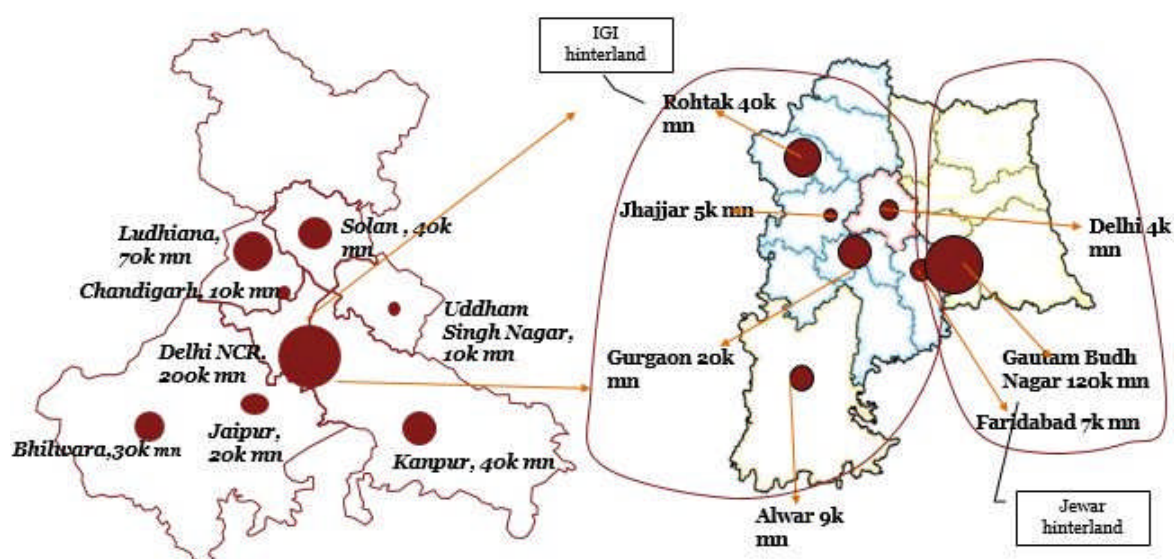 IGI
hinterland
Rohtak 40k
mn
Jhajjar 5k mn
Delhi 4k
mn
Gurgaon 20k
mn
Gautam Budh
Nagar 120k mn
Faridabad 7k mn
Alwar 9k
mn
Jewar
hinterland
Ludhiana,
70k mn
Solan , 40k
mn
Chandigarh, 10k mn
Uddham
Singh Nagar,
10k mn
Delhi NCR,
200k mn
Bhilwara,30k mn
Jaipur,
20k mn
Kanpur, 40k mn